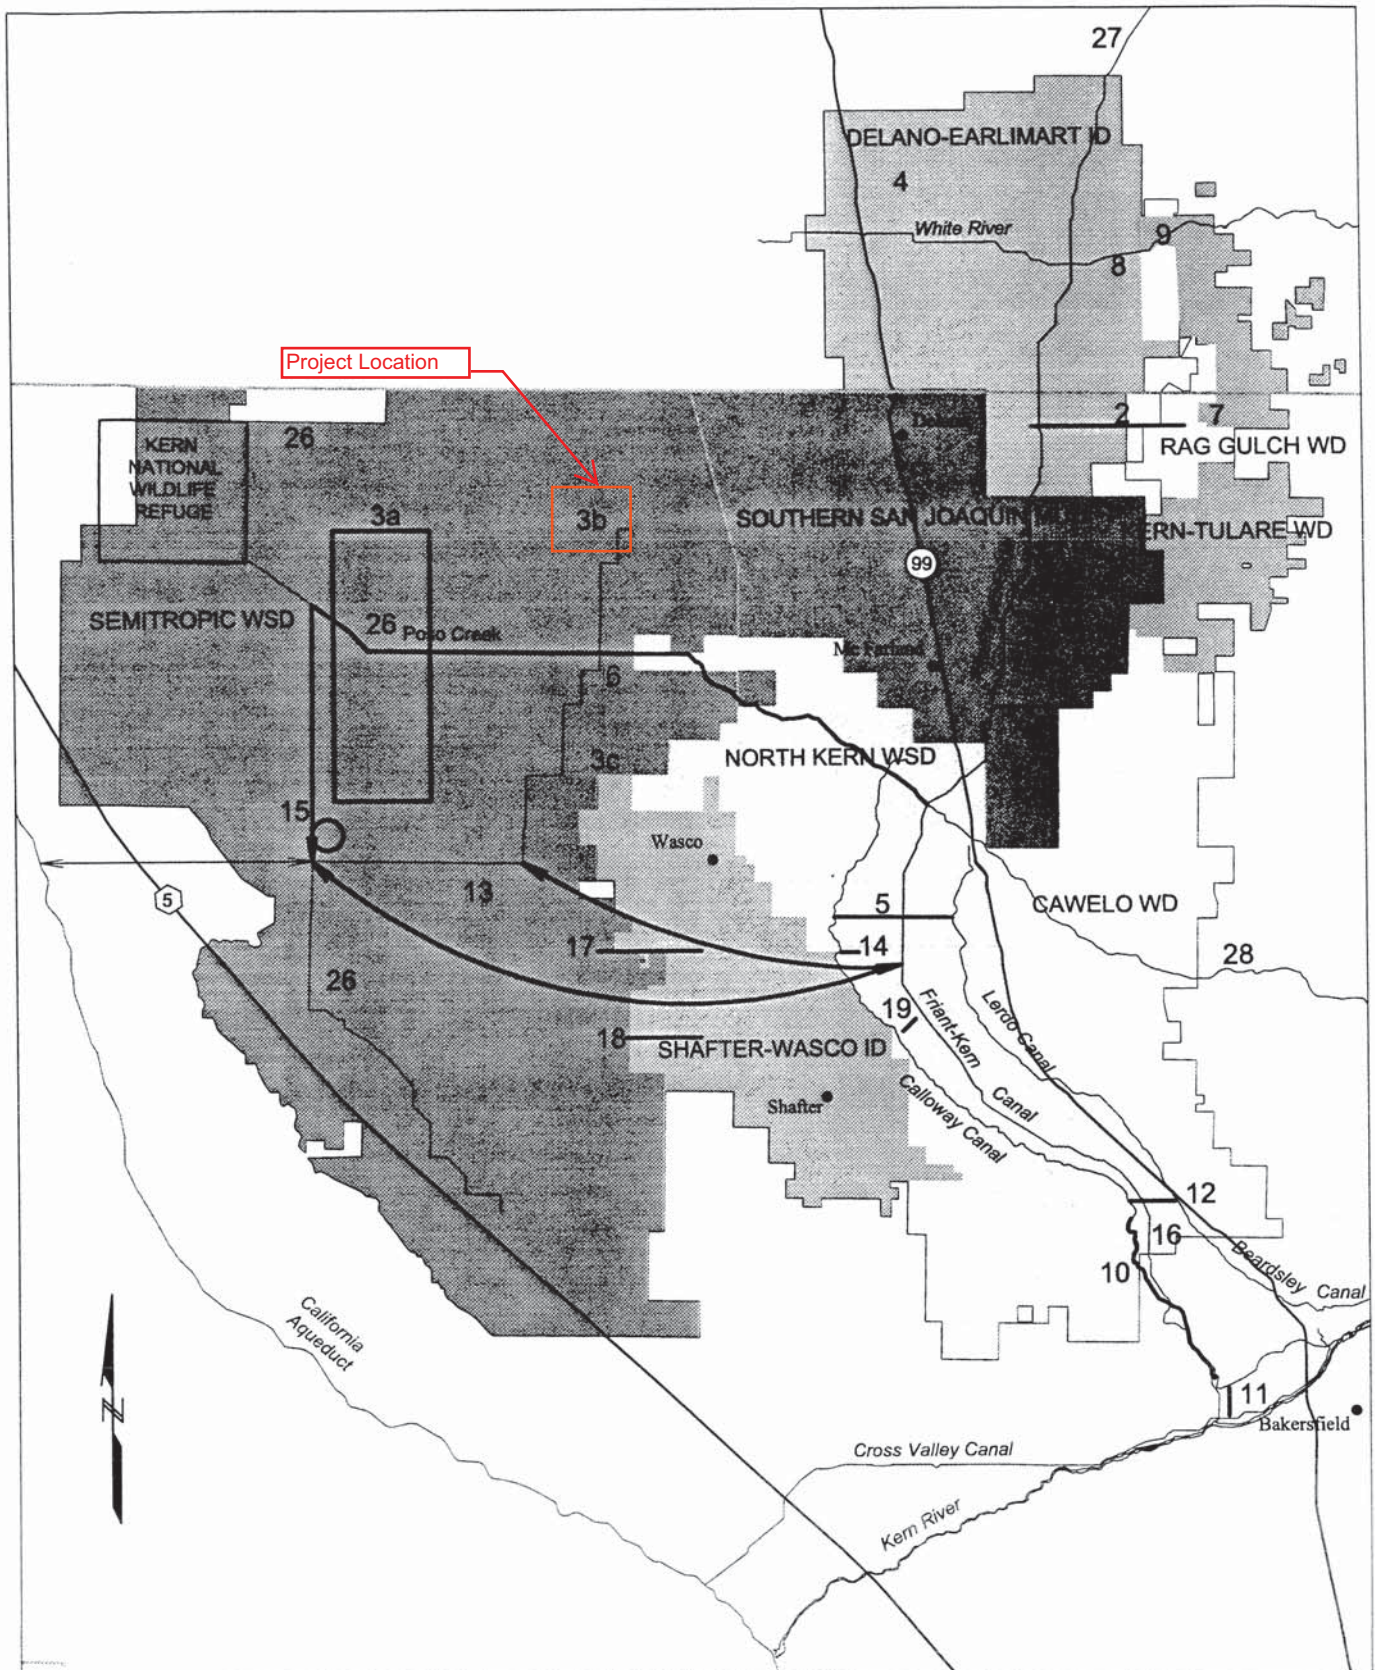 27
DELANO-EARLIMART ID
4
White River
9
8
Project Location
2
7
RAG GULCH WD
26
KERN
NATIONAL
WILDLIFE
REFUGE
Delano
3a
3b
SOUTHERN SAN JOAQUIN M
ERN-TULARE WD
99
SEMITROPIC WSD
26
Poso Creek
Mc Farland
6
3c
NORTH KERN WSD
15
Wasco
5
13
5
CAWELO WD
17
14
28
26
19
Friant-Kern
Canal
Lerdo Canal
18
SHAFTER-WASCO ID
Calloway Canal
Shafter
12
16
10
Beardsley Canal
California
Aqueduct
N
11
Bakersfield
Cross Valley Canal
Kern River